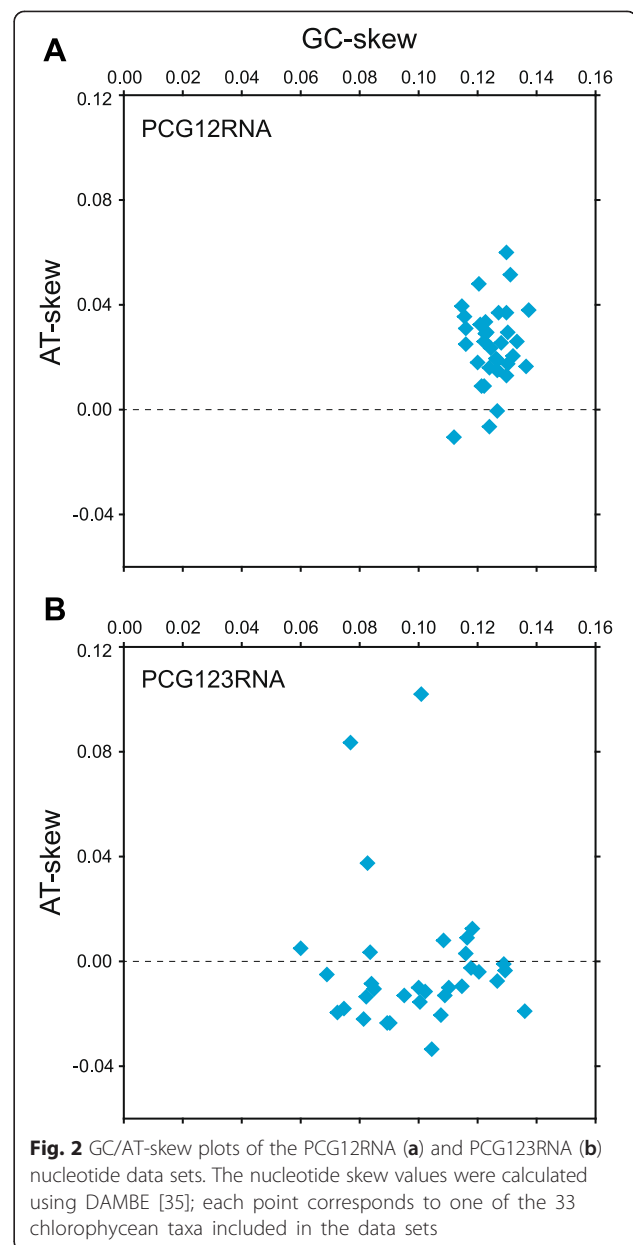 GC-skew
A
0.00 0.02 0.04 0.06 0.08 0.10 0.12 0.14 0.16
0.12
PCG12RNA
0.08
AT-skew
0.04
0.00
-0.04
B
0.00 0.02 0.04 0.06 0.08 0.10 0.12 0.14 0.16
0.12
PCG123RNA
0.08
AT-skew
0.04
0.00
-0.04
Fig. 2 GC/AT-skew plots of the PCG12RNA (a) and PCG123RNA (b)
nucleotide data sets. The nucleotide skew values were calculated
using DAMBE [35]; each point corresponds to one of the 33
chlorophycean taxa included in the data sets